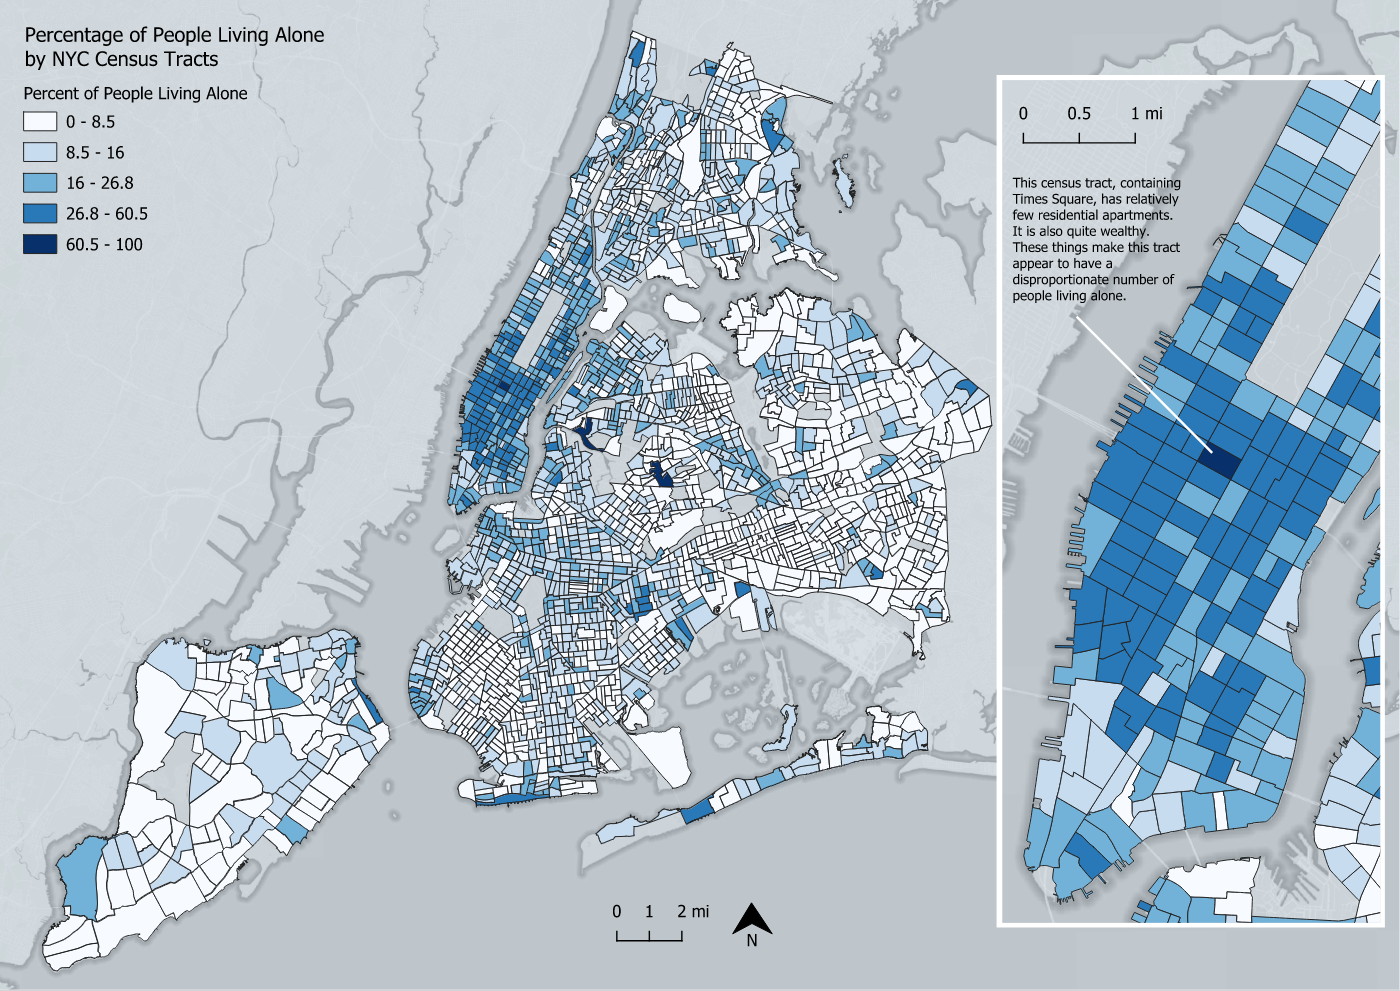 Percentage of People Living Alone
by NYC Census Tracts
Percent of People Living Alone
0 - 8.5
8.5 - 16
16 - 26.8
26.8 - 60.5
60.5 - 100
0 0.5 1 mi
This census tract, containing
Times Square, has relatively
few residential apartments.
It is also quite wealthy.
These things make this tract
appear to have a
disproportionate number of
people living alone.
0 1 2 mi
N